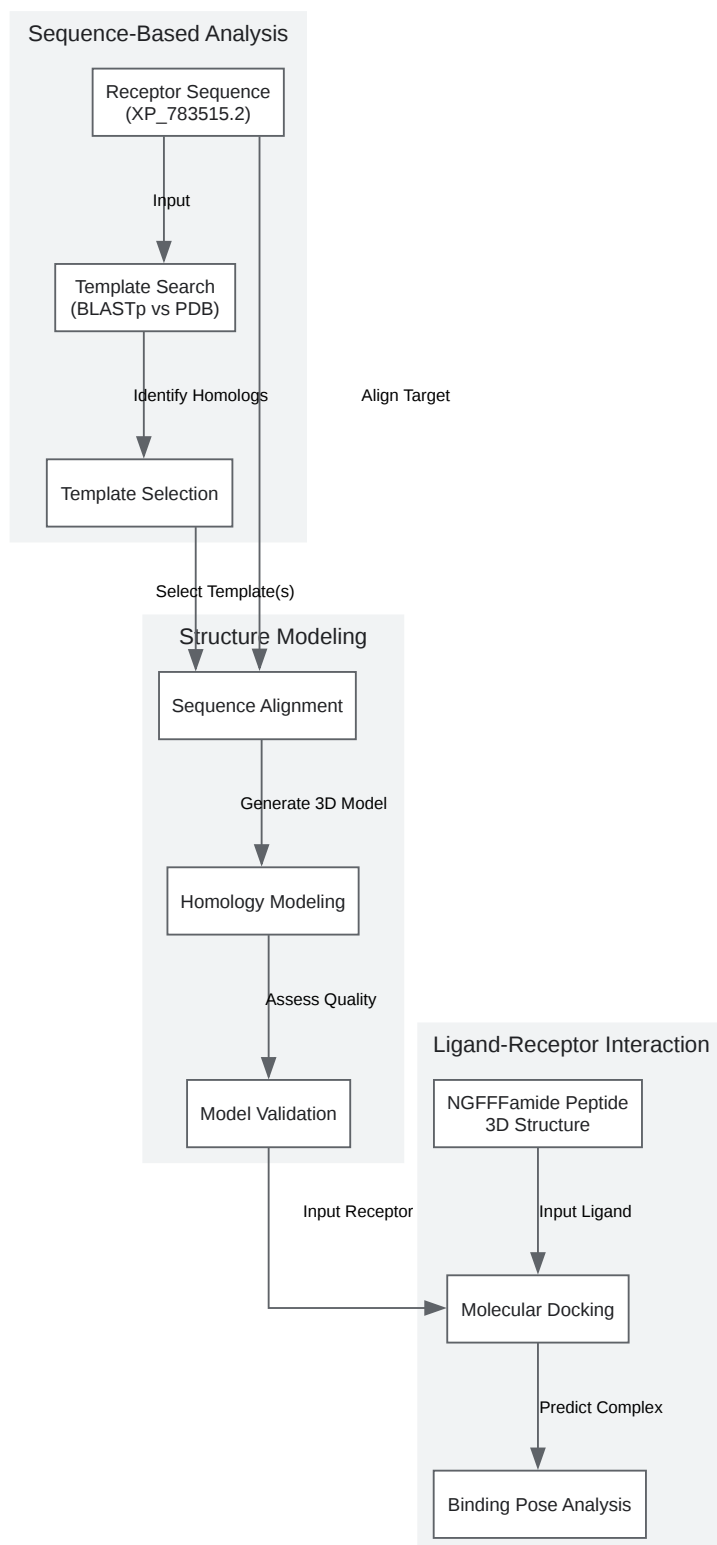 Sequence-Based Analysis
Receptor Sequence
(XP_783515.2)
Input
Template Search
(BLASTp vs PDB)
Identify Homologs
Align Target
Template Selection
Select Template(s)
Structure Modeling
Sequence Alignment
Generate 3D Model
Homology Modeling
Assess Quality
Model Validation
Ligand-Receptor Interaction
NGFFFamide Peptide
3D Structure
Input Receptor
Input Ligand
Molecular Docking
Predict Complex
Binding Pose Analysis